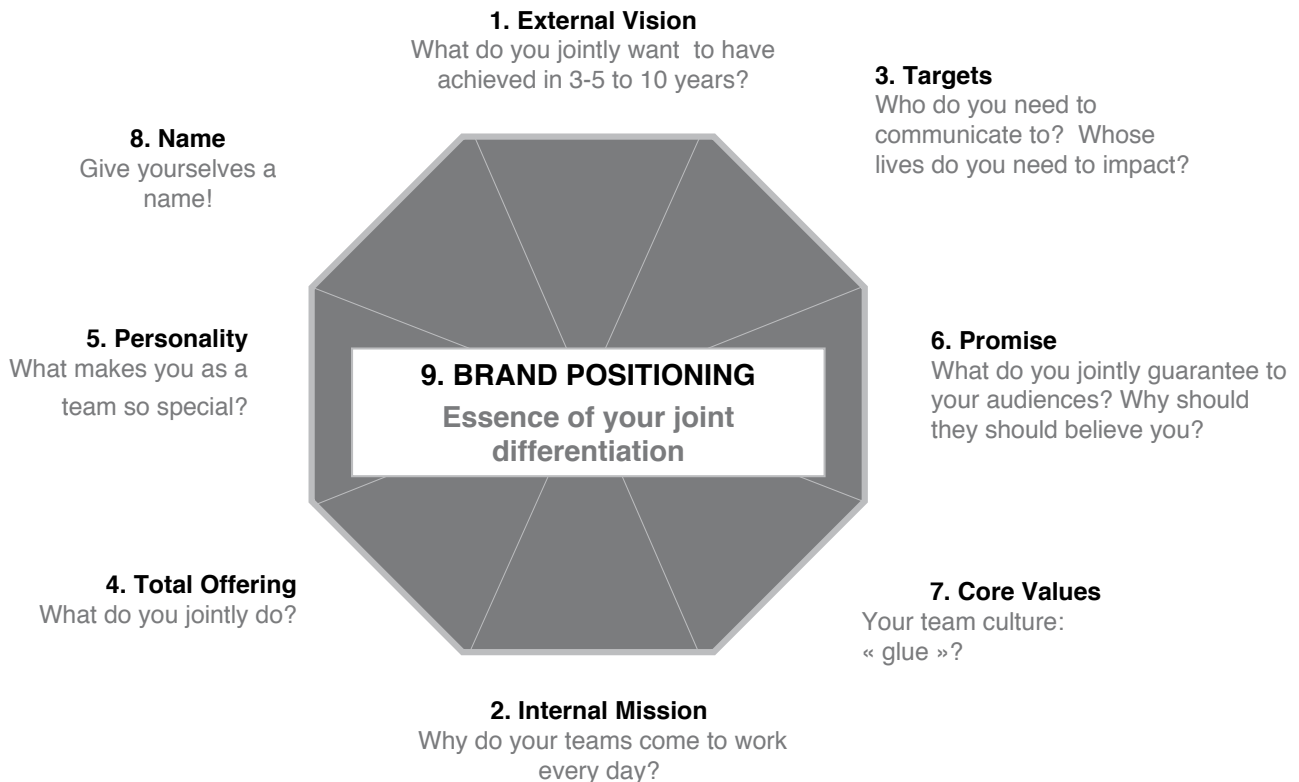 1. External Vision
What do you jointly want  to have
achieved in 3-5 to 10 years?
3. Targets
Who do you need to
communicate to?  Whose
lives do you need to impact?
8. Name
Give yourselves a
name!
5. Personality
What makes you as a
team so special?
9. BRAND POSITIONING
Essence of your joint
differentiation
6. Promise
What do you jointly guarantee to
your audiences? Why should
they should believe you?
4. Total Offering
What do you jointly do?
7. Core Values
Your team culture:
« glue »?
2. Internal Mission
Why do your teams come to work
every day?